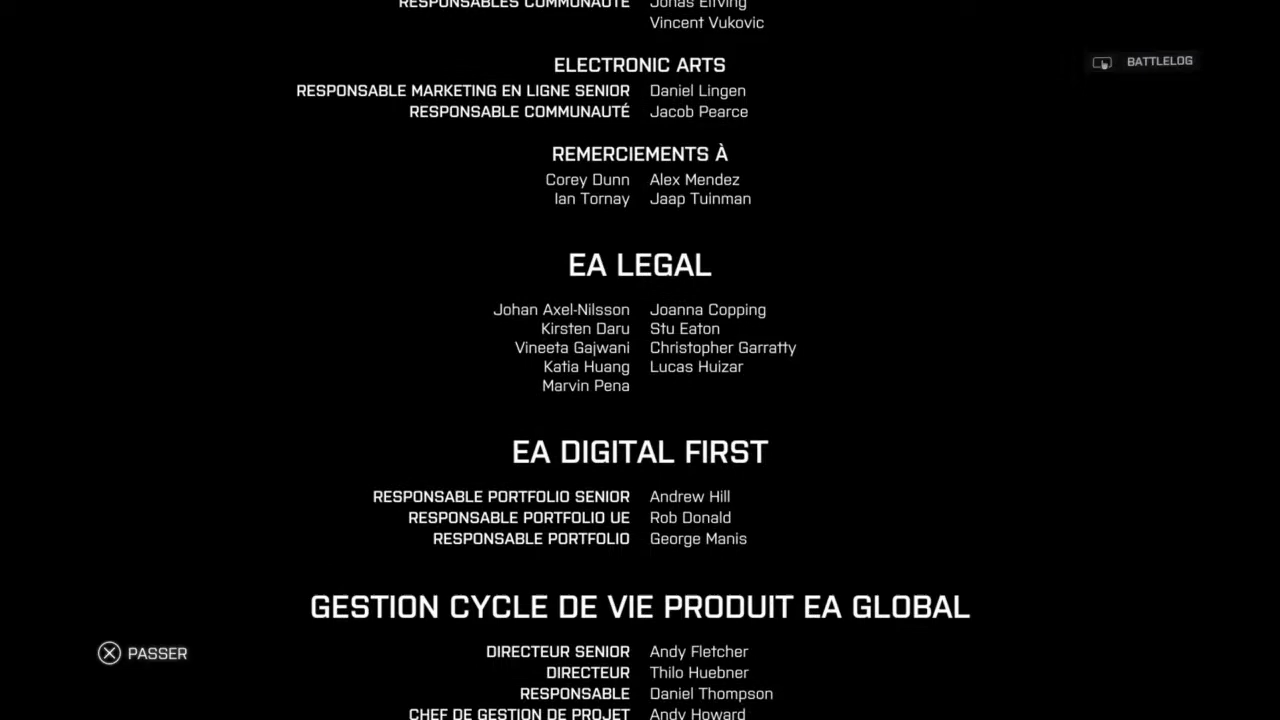 RESPONSABLES COMMUNAUTÉ Jonas Elfving
Vincent Vukovic
BATTLELOG
ELECTRONIC ARTS
RESPONSABLE MARKETING EN LIGNE SENIOR Daniel Lingen
RESPONSABLE COMMUNAUTÉ Jacob Pearce
REMERCIEMENTS À
Corey Dunn Alex Mendez
Ian Tornay Jaap Tuinman
EA LEGAL
Johan Axel-Nilsson Joanna Copping
Kirsten Daru Stu Eaton
Vineeta Gajwani Christopher Garratty
Katia Huang Lucas Huizar
Marvin Pena
EA DIGITAL FIRST
RESPONSABLE PORTFOLIO SENIOR Andrew Hill
RESPONSABLE PORTFOLIO UE Rob Donald
RESPONSABLE PORTFOLIO George Manis
GESTION CYCLE DE VIE PRODUIT EA GLOBAL
DIRECTEUR SENIOR Andy Fletcher
PASSER
DIRECTEUR Thilo Huebner
RESPONSABLE Daniel Thompson
CHEF DE GESTION DE PROJET Andy Howard